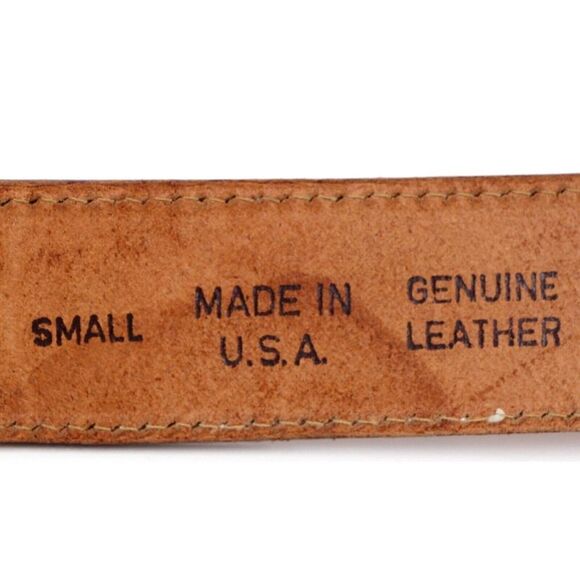 SMALL
MADE IN
U.S.A.
GENUINE
LEATHER